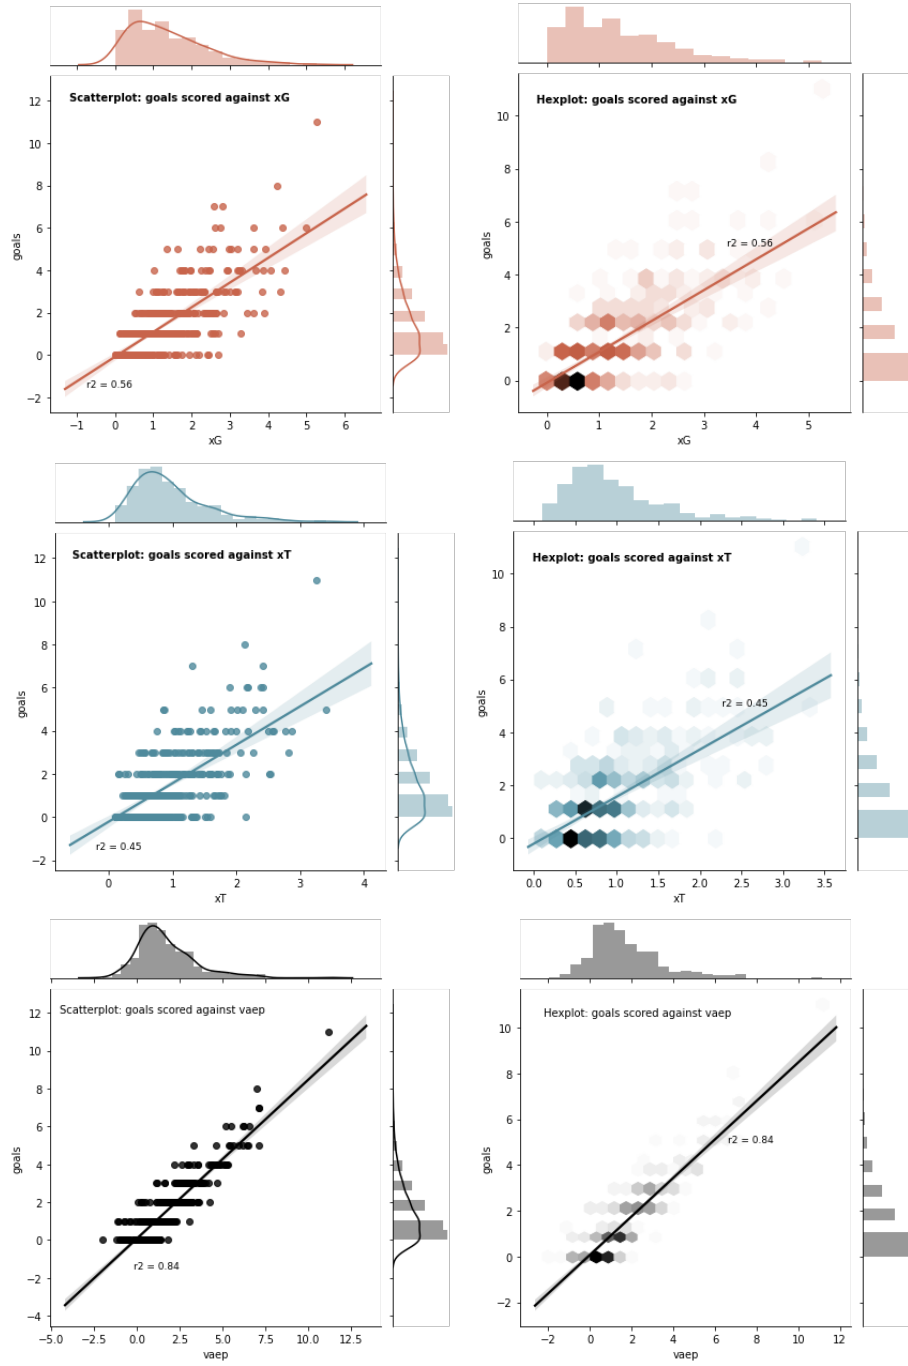 Scatterplot: goals scored against xG
12
10
8
6
4
2
0
−2
goals
r2 = 0.56
−1 0 1 2 3 4 5 6
xG
Hexplot: goals scored against xG
10
8
6
4
2
0
goals
r2 = 0.56
0 1 2 3 4 5
xG
Scatterplot: goals scored against xT
12
10
8
6
4
2
0
−2
goals
r2 = 0.45
0 1 2 3 4
xT
Hexplot: goals scored against xT
10
8
6
4
2
0
goals
r2 = 0.45
0.0 0.5 1.0 1.5 2.0 2.5 3.0 3.5
xT
Scatterplot: goals scored against vaep
12
10
8
6
4
2
0
−2
−4
goals
r2 = 0.84
−5.0 −2.5 0.0 2.5 5.0 7.5 10.0 12.5
vaep
Hexplot: goals scored against vaep
10
8
6
4
2
0
−2
goals
r2 = 0.84
−2 0 2 4 6 8 10 12
vaep